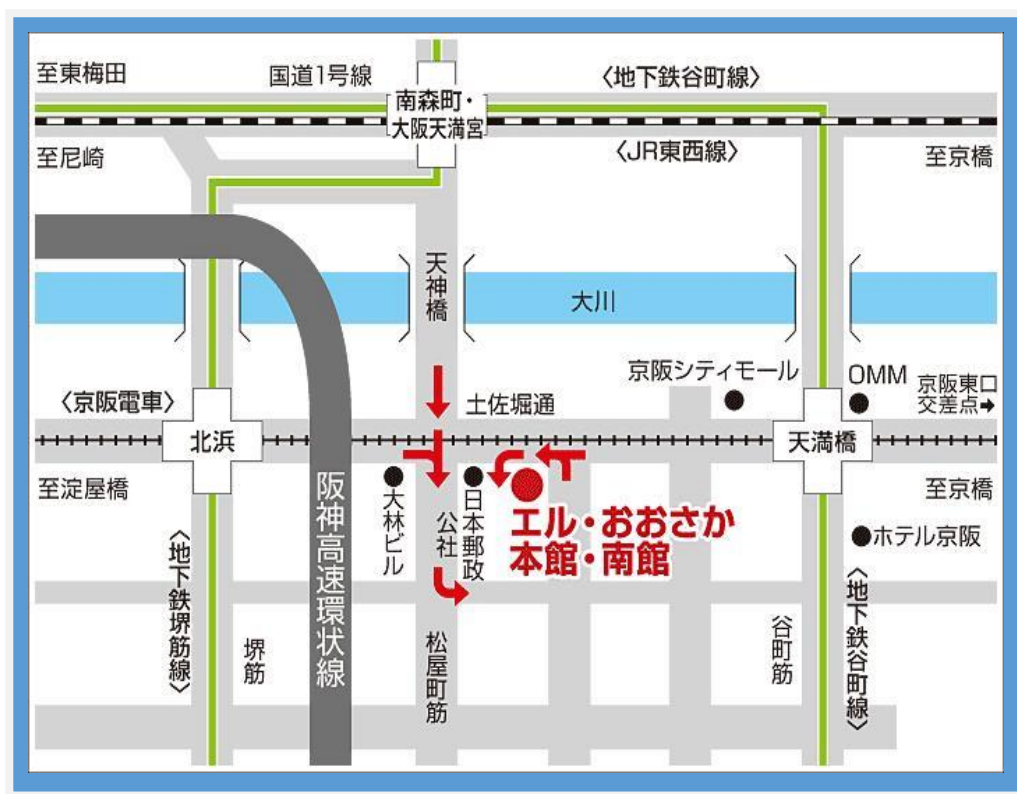 至東梅田
国道1号線
〈地下鉄谷町線〉
南森町・
大阪天満宮
至尼崎
〈JR東西線〉
至京橋
天神橋
大川
京阪シティモール
OMM
京阪東口
交差点➔
〈京阪電車〉
土佐堀通
北浜
天満橋
至淀屋橋
大林ビル
公社
日本郵政
エル・おおさか
本館・南館
至京橋
ホテル京阪
〈地下鉄堺筋線〉
堺筋
阪神高速環状線
松屋町筋
谷町筋
〈地下鉄谷町線〉